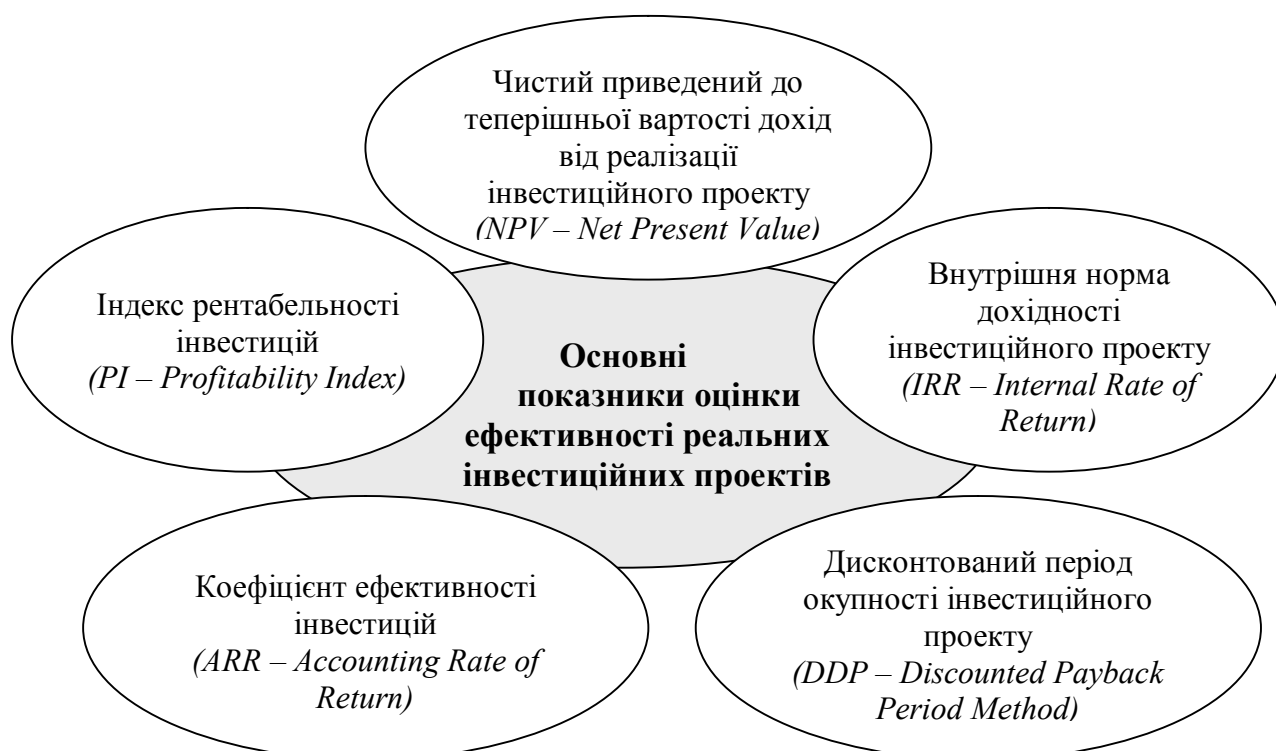 Чистий приведений до
теперішньої вартості дохід
від реалізації
інвестиційного проекту
(NPV – Net Present Value)
Індекс рентабельності
інвестицій
(PI – Profitability Index)
Внутрішня норма
дохідності
інвестиційного проекту
(IRR – Internal Rate of
Return)
Основні
показники оцінки
ефективності реальних
інвестиційних проектів
Коефіцієнт ефективності
інвестицій
(ARR – Accounting Rate of
Return)
Дисконтований період
окупності інвестиційного
проекту
(DDP – Discounted Payback
Period Method)